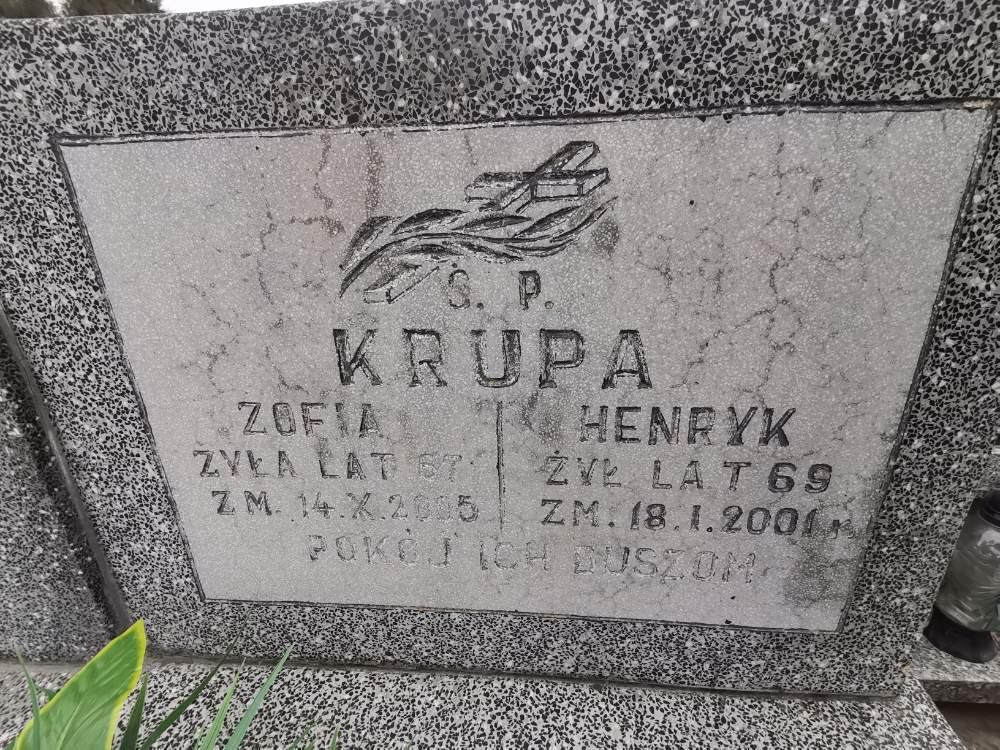 Ś. P.
KRUPA
ZOFIA
ŻYŁA LAT 67
ZM. 14.X.2005
HENRYK
ŻYŁ LAT 69
ZM. 18.I.2001 r.
POKÓJ ICH DUSZOM